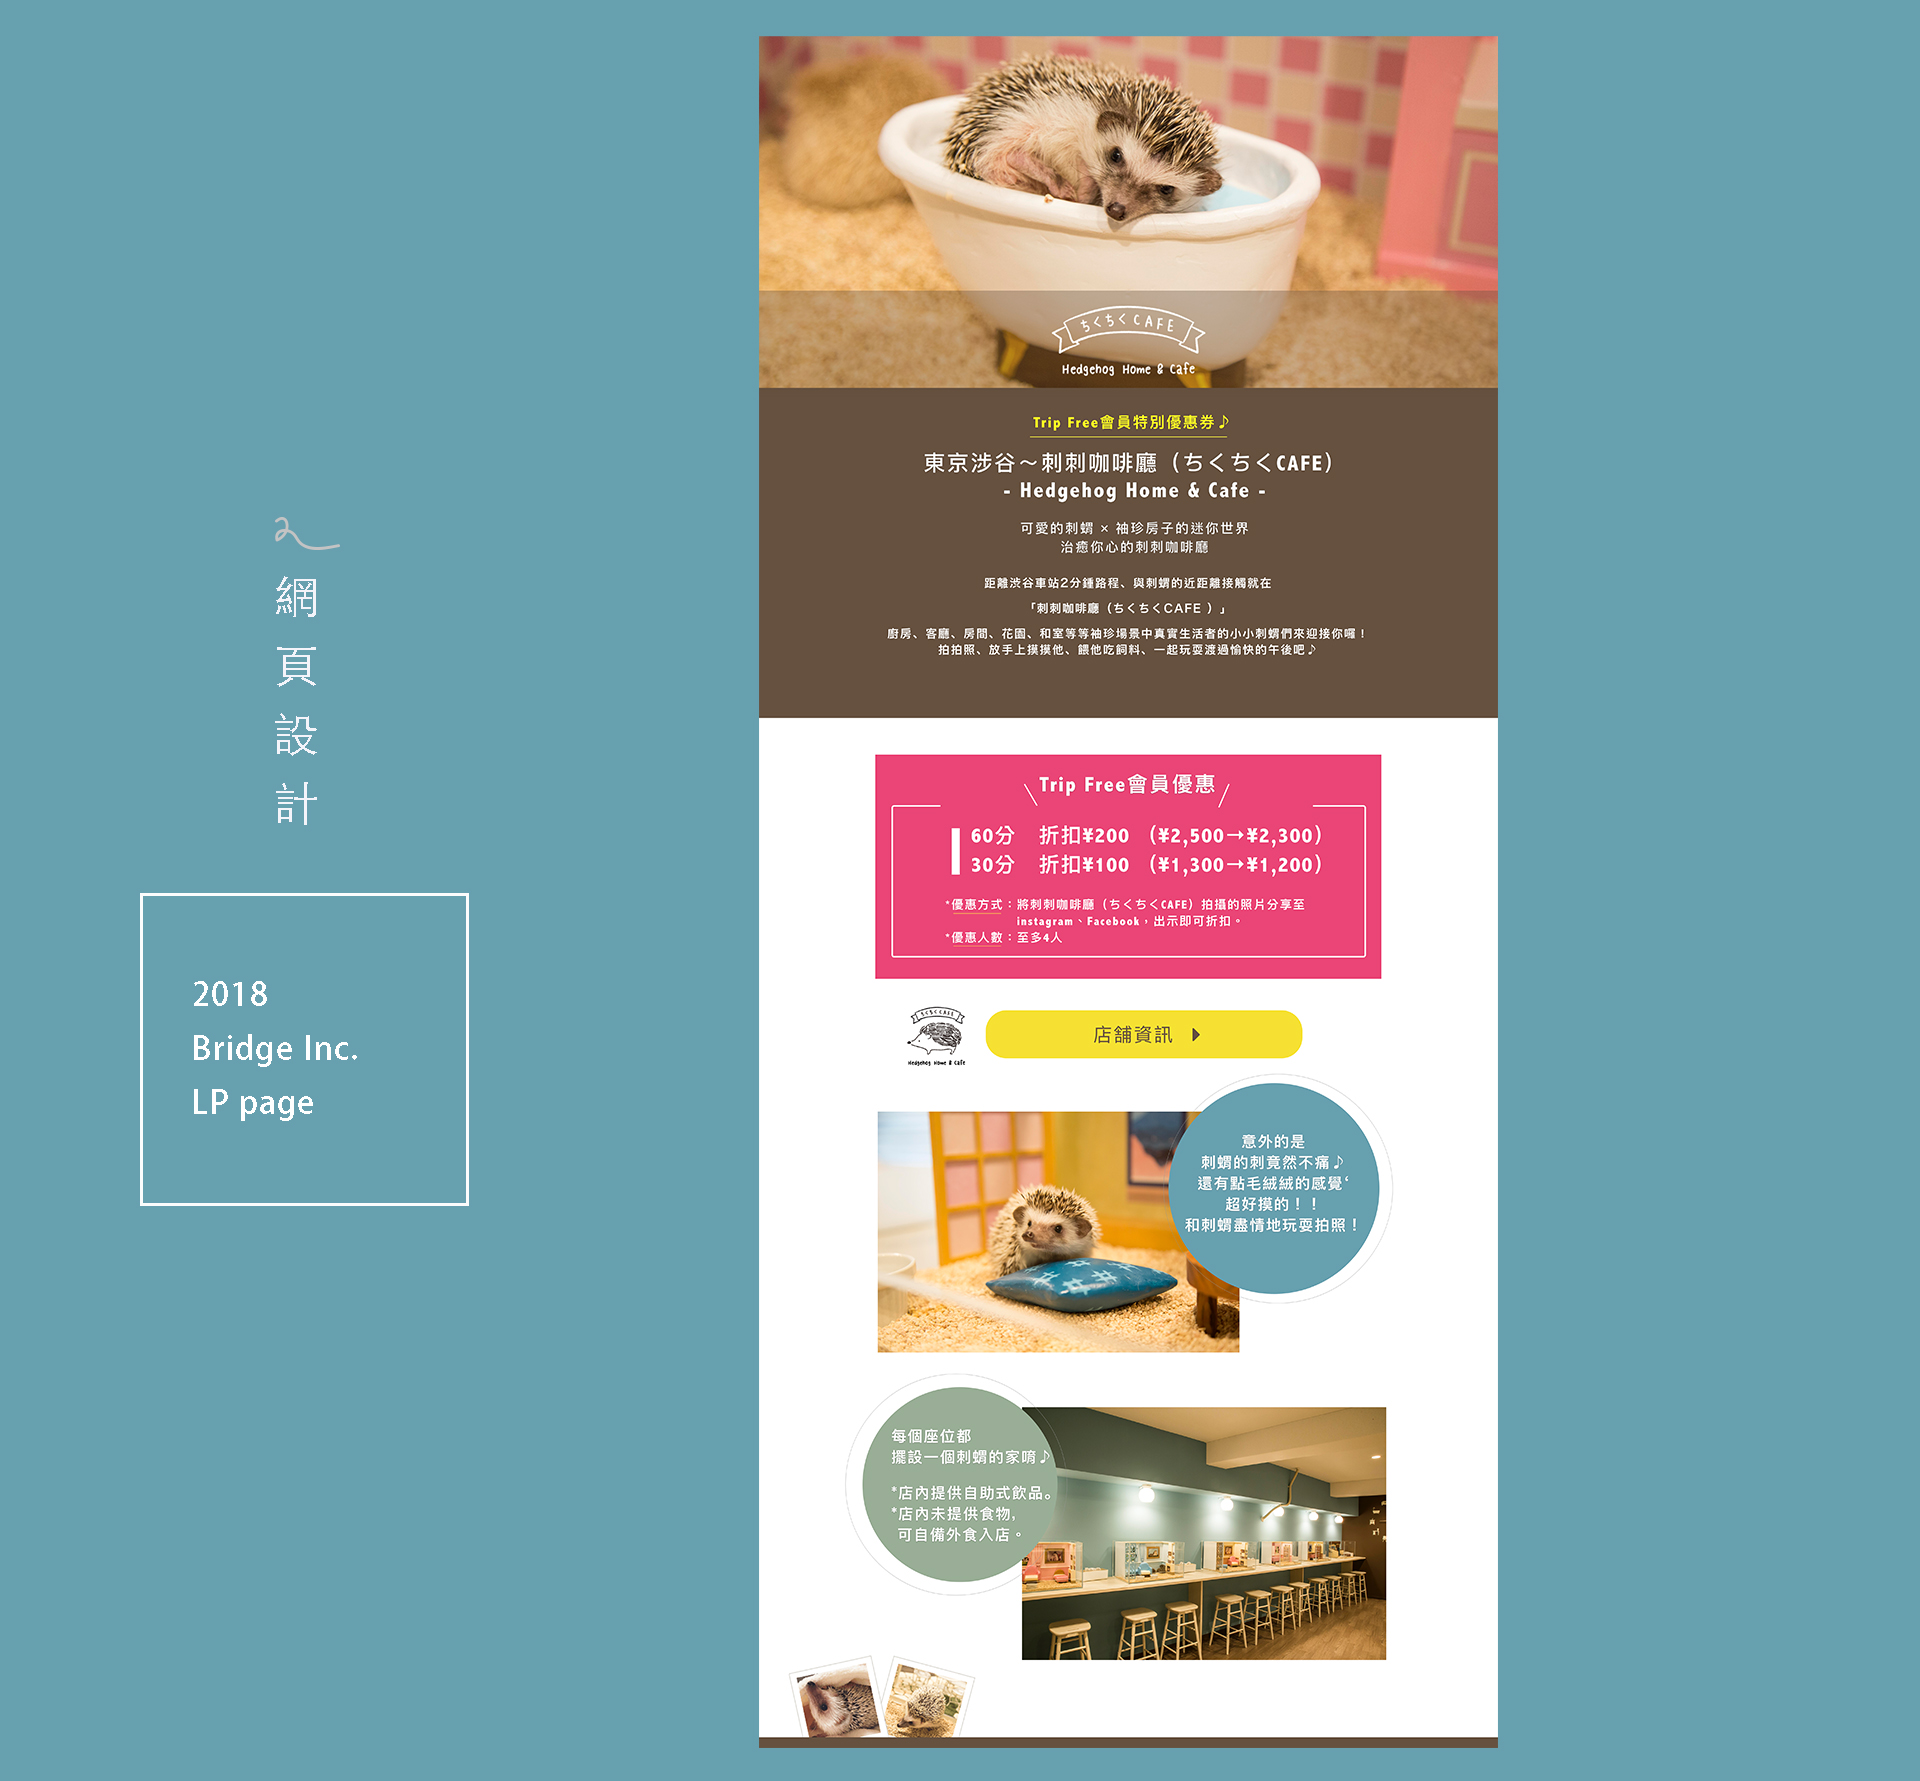 網頁設計
2018
Bridge Inc.
LP page
ちくちくCAFE
Hedgehog Home & Cafe
Trip Free會員特別優惠券♪
東京涉谷～刺刺咖啡廳（ちくちくCAFE）
- Hedgehog Home & Cafe -
可愛的刺蝟 × 袖珍房子的迷你世界
治癒你心的刺刺咖啡廳
距離渋谷車站2分鍾路程、與刺蝟的近距離接觸就在
「刺刺咖啡廳（ちくちくCAFE ）」
廚房、客廳、房間、花園、和室等等袖珍場景中真實生活者的小小刺蝟們來迎接你囉！
拍拍照、放手上摸摸他、餵他吃飼料、一起玩耍渡過愉快的午後吧♪
Trip Free會員優惠
60分 折扣¥200 （¥2,500→¥2,300）
30分 折扣¥100 （¥1,300→¥1,200）
*優惠方式：將刺刺咖啡廳（ちくちくCAFE）拍攝的照片分享至
instagram、Facebook，出示即可折扣。
*優惠人數：至多4人
ちくちくCAFE
Hedgehog Home & Cafe
店舖資訊
意外的是
刺蝟的刺竟然不痛♪
還有點毛絨絨的感覺‘
超好摸的！！
和刺蝟盡情地玩耍拍照！
每個座位都
擺設一個刺蝟的家唷♪
*店內提供自助式飲品。
*店內未提供食物,
可自備外食入店。